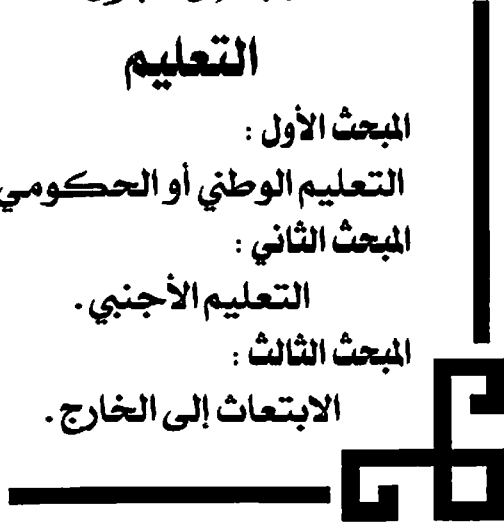 التعليم
المبحث الأول :
التعليم الوطني أو الحكومي
المبحث الثاني :
التعليم الأجنبي .
المبحث الثالث :
الابتعاث إلى الخارج .